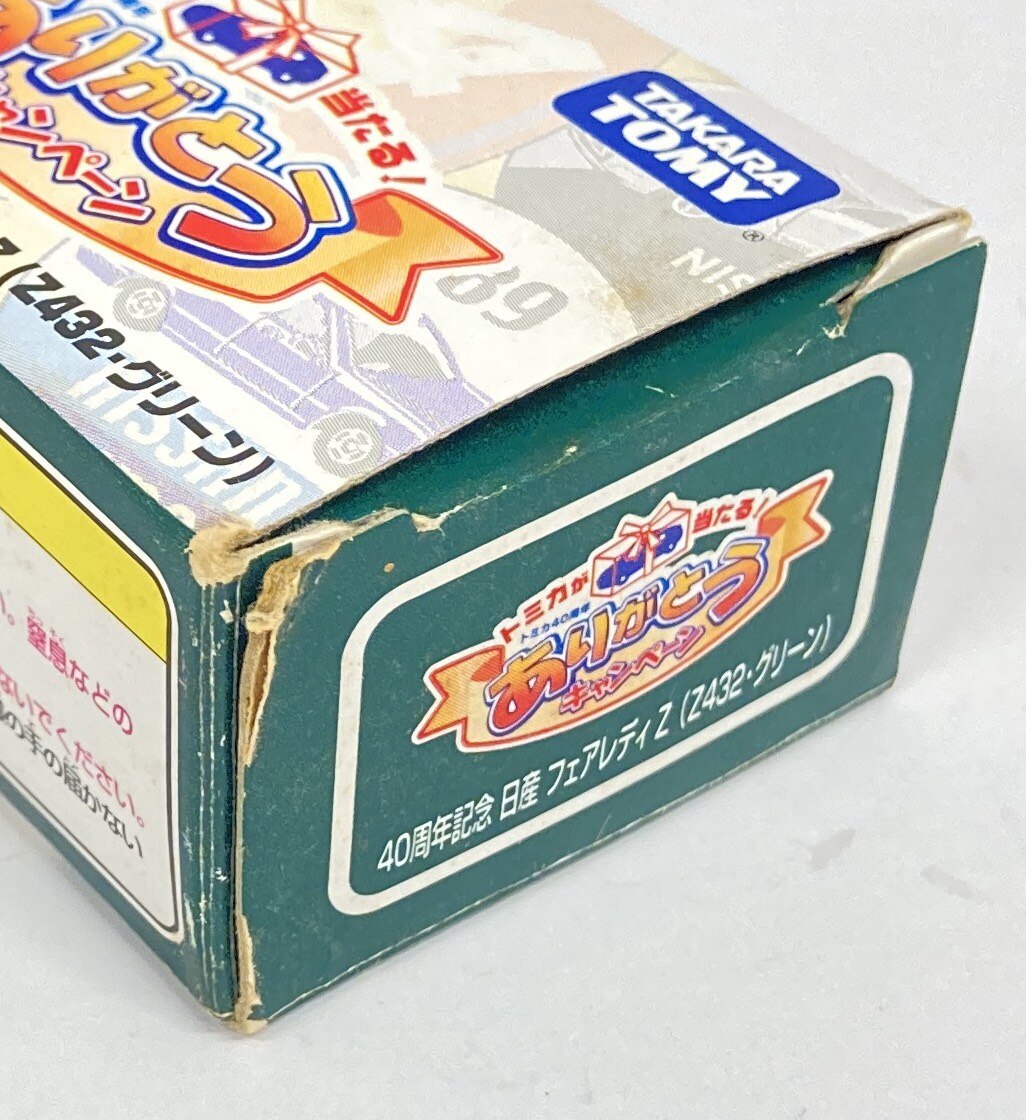 当たる!
ありがとう
キャンペーン
TAKARA
TOMY
®
Z (Z432・グリーン)
69
NIS
nissan
トミカが
当たる!
トミカ40周年
ありがとう
キャンペーン
40周年記念 日産 フェアレディZ (Z432・グリーン)
い。窒息などの
ないでください。
の手の届かない